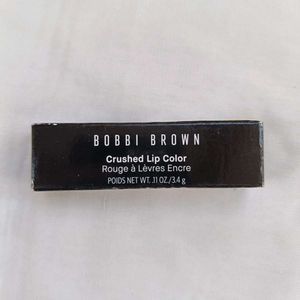 BOBBI BROWN
Crushed Lip Color
Rouge à Lèvres Encre
POIDS NET WT. .11 OZ./3.4 g